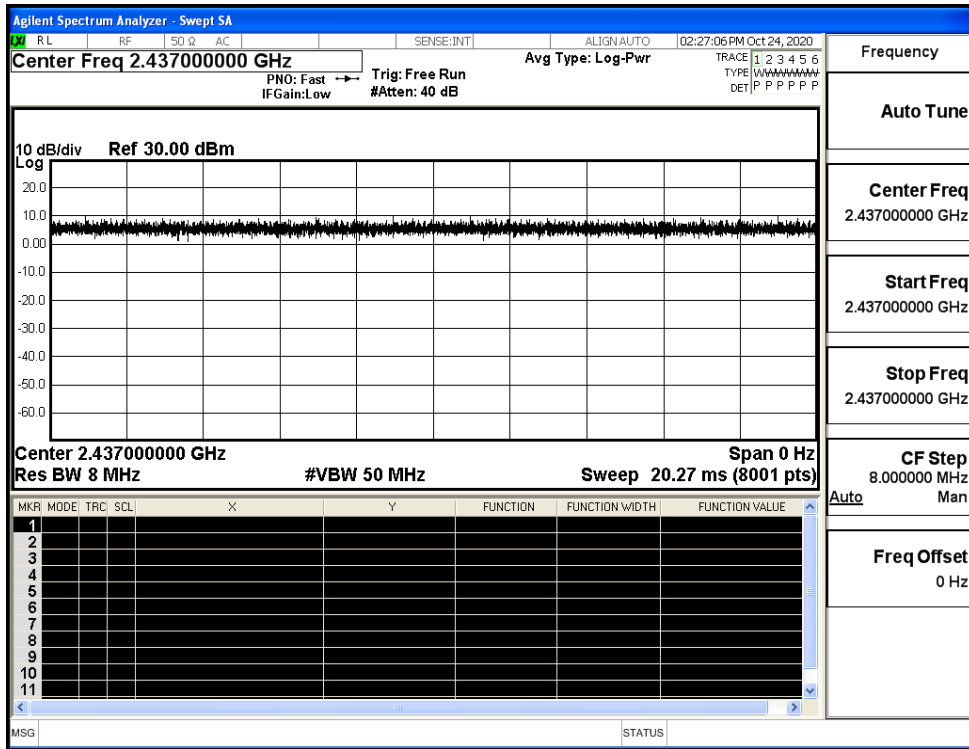 Agilent Spectrum Analyzer - Swept SA
LXI RL RF 50 Ω AC SENSE:INT ALIGN AUTO 02:27:06 PM Oct 24, 2020
Center Freq 2.437000000 GHz
PNO: Fast
IFGain:Low
Trig: Free Run
#Atten: 40 dB
Avg Type: Log-Pwr
TRACE 1 2 3 4 5 6
TYPE WWWWWW
DET P P P P P P
10 dB/div Ref 30.00 dBm
Log
20.0
10.0
0.00
-10.0
-20.0
-30.0
-40.0
-50.0
-60.0
Center 2.437000000 GHz Span 0 Hz
Res BW 8 MHz #VBW 50 MHz Sweep 20.27 ms (8001 pts)
MKR MODE TRC SCL X Y FUNCTION FUNCTION WIDTH FUNCTION VALUE
1
2
3
4
5
6
7
8
9
10
11
MSG STATUS
Frequency
Auto Tune
Center Freq
2.437000000 GHz
Start Freq
2.437000000 GHz
Stop Freq
2.437000000 GHz
CF Step
8.000000 MHz
Auto Man
Freq Offset
0 Hz